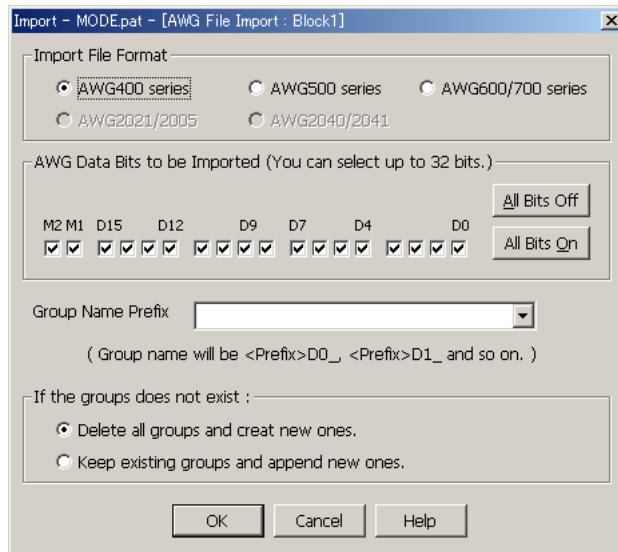 Import - MODE.pat - [AWG File Import : Block1]
Import File Format
AWG400 series AWG500 series AWG600/700 series
AWG2021/2005 AWG2040/2041
AWG Data Bits to be Imported (You can select up to 32 bits.)
All Bits Off
M2 M1 D15 D12 D9 D7 D4 D0
All Bits On
Group Name Prefix
( Group name will be <Prefix>D0_, <Prefix>D1_ and so on. )
If the groups does not exist :
Delete all groups and creat new ones.
Keep existing groups and append new ones.
OK Cancel Help